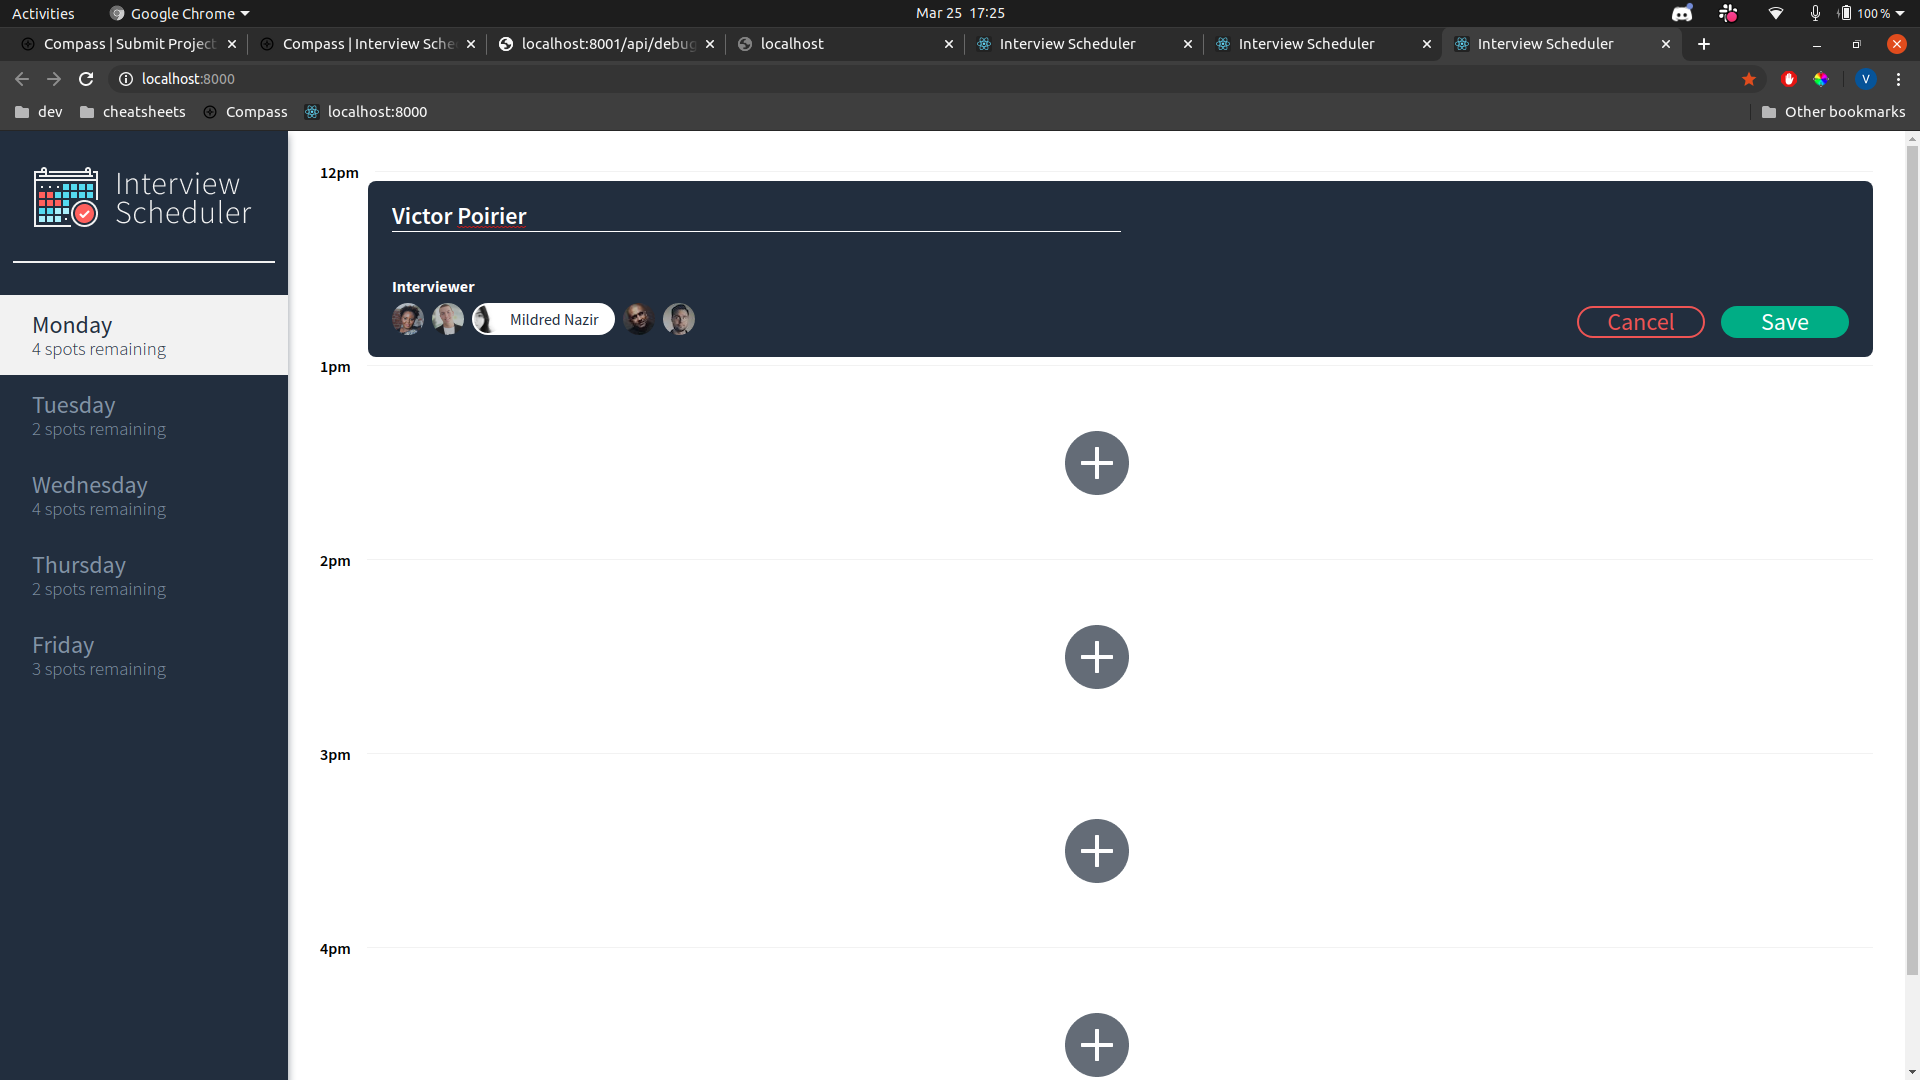 Activities
Google Chrome
Mar 25 17:25
100 %
Compass | Submit Project
Compass | Interview Sche
localhost:8001/api/debug
localhost
Interview Scheduler
Interview Scheduler
Interview Scheduler
localhost:8000
V
dev
cheatsheets
Compass
localhost:8000
Other bookmarks
Interview
Scheduler
Monday
4 spots remaining
Tuesday
2 spots remaining
Wednesday
4 spots remaining
Thursday
2 spots remaining
Friday
3 spots remaining
12pm
Victor Poirier
Interviewer
Mildred Nazir
Cancel
Save
1pm
2pm
3pm
4pm